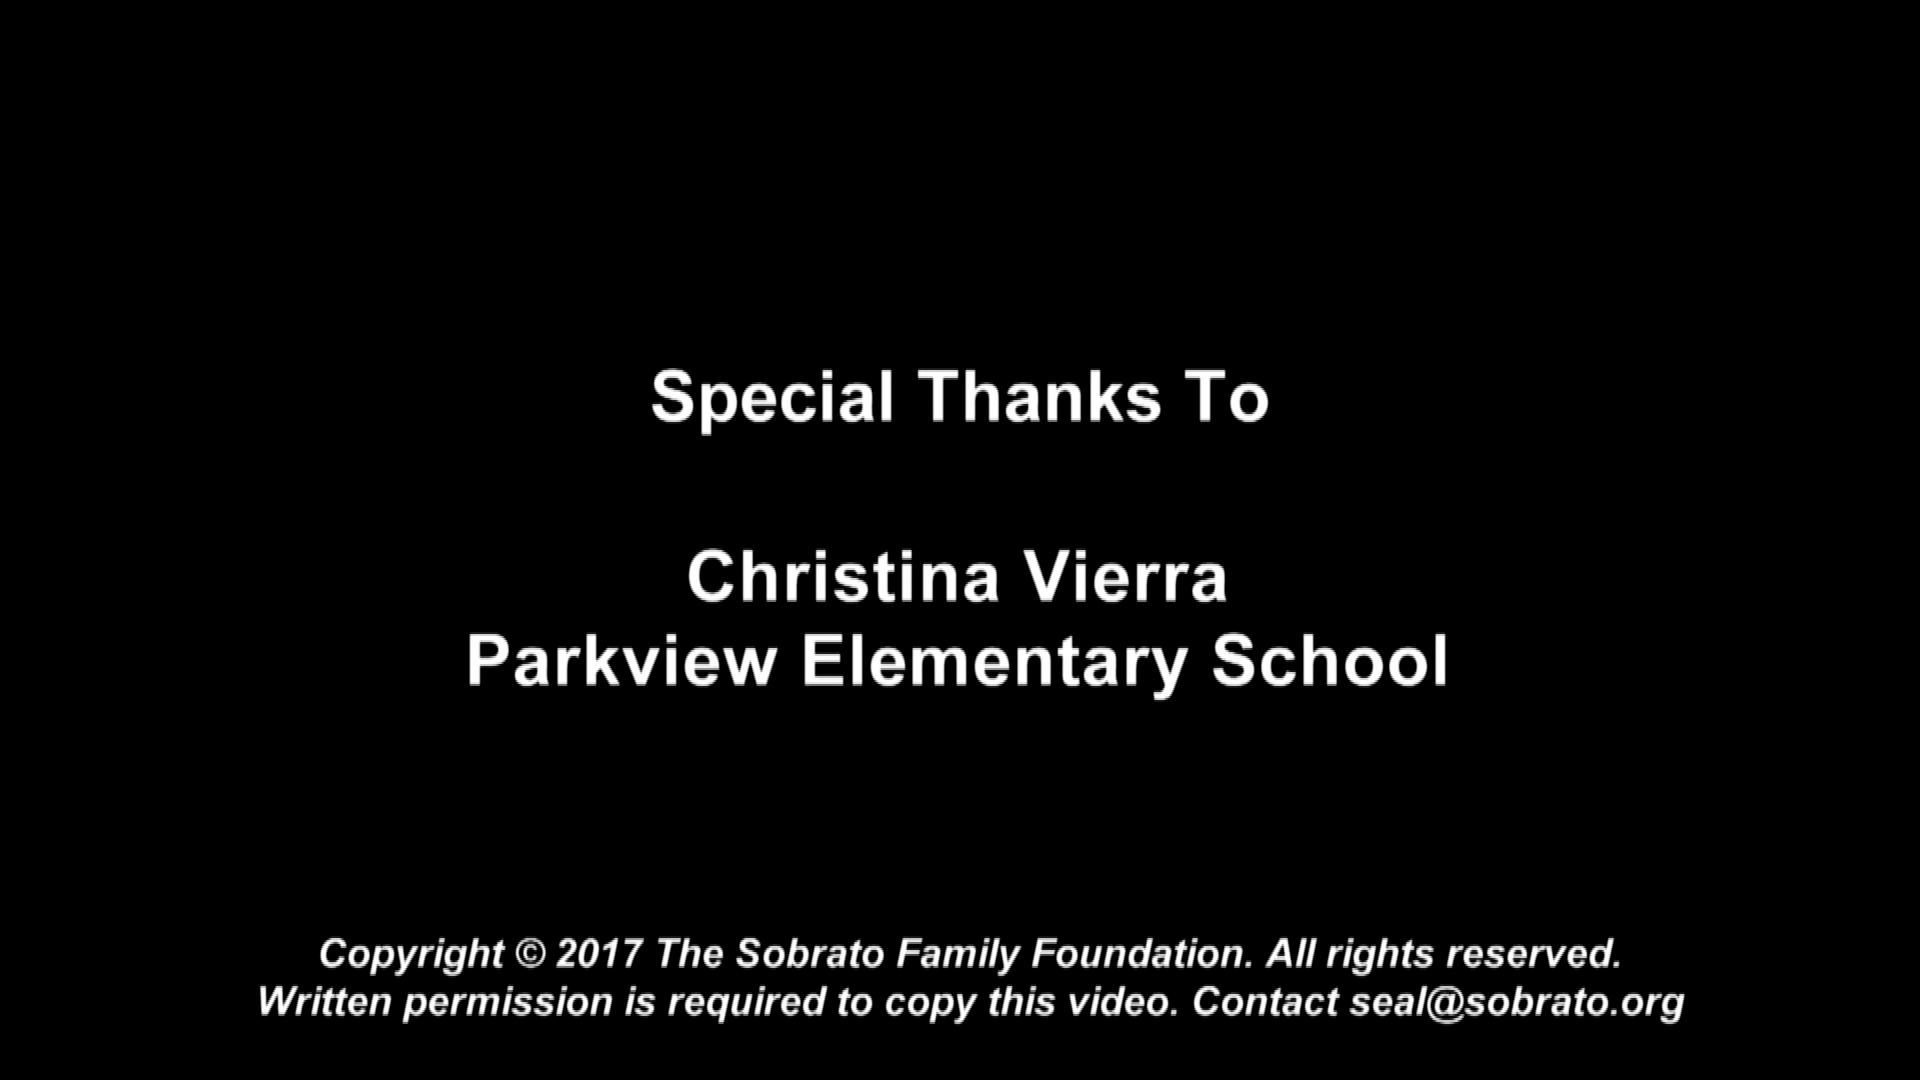 Special Thanks To
Christina Vierra
Parkview Elementary School
Copyright © 2017 The Sobrato Family Foundation. All rights reserved.
Written permission is required to copy this video. Contact seal@sobrato.org